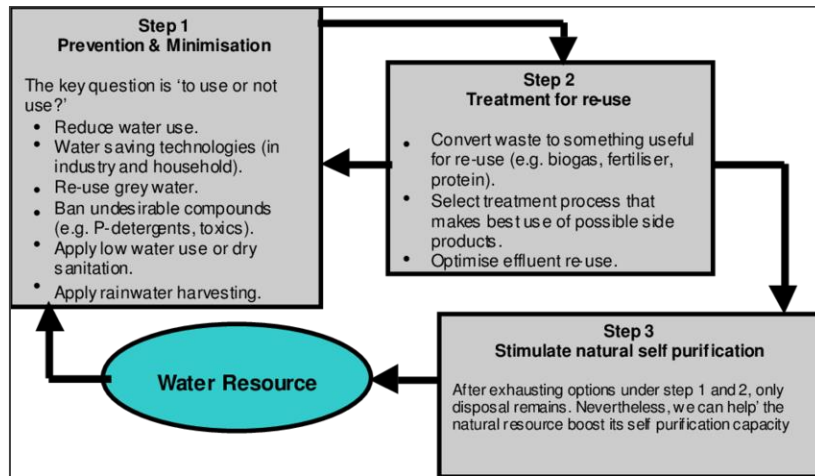 Step 1
Prevention & Minimisation
The key question is ‘to use or not
use?’
• Reduce water use.
• Water saving technologies (in
industry and household).
• Re-use grey water.
• Ban undesirable compounds
(e.g. P-detergents, toxics).
• Apply low water use or dry
sanitation.
• Apply rainwater harvesting.
Step 2
Treatment for re-use
• Convert waste to something useful
for re-use (e.g. biogas, fertiliser,
protein).
• Select treatment process that
makes best use of possible side
products.
• Optimise effluent re-use.
Step 3
Stimulate natural self purification
After exhausting options under step 1 and 2, only
disposal remains. Nevertheless, we can help’ the
natural resource boost its self purification capacity
Water Resource